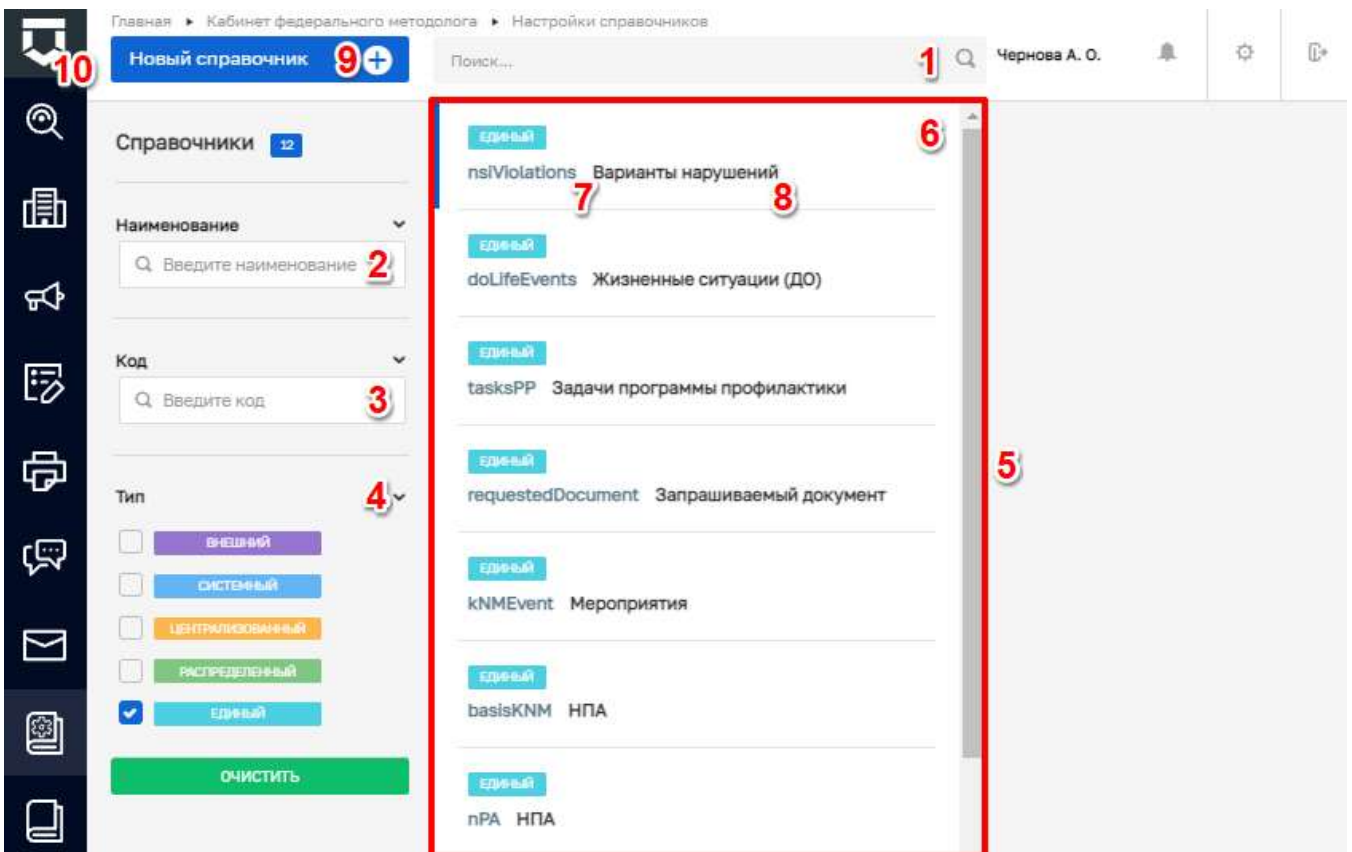 Главная ▸ Кабинет федерального методолога ▸ Настройки справочников
10
Новый справочник 9
Поиск... 1
Чернова А. О.
Справочники 12
Наименование
Введите наименование 2
Код
Введите код 3
Тип 4
ВНЕШНИЙ
СИСТЕМНЫЙ
ЦЕНТРАЛИЗОВАННЫЙ
РАСПРЕДЕЛЕННЫЙ
ЕДИНЫЙ
ОЧИСТИТЬ
ЕДИНЫЙ 6
nsiViolations Варианты нарушений
7 8
ЕДИНЫЙ
doLifeEvents Жизненные ситуации (ДО)
ЕДИНЫЙ
tasksPP Задачи программы профилактики
ЕДИНЫЙ
requestedDocument Запрашиваемый документ
5
ЕДИНЫЙ
kNMEvent Мероприятия
ЕДИНЫЙ
basisKNM НПА
ЕДИНЫЙ
nPA НПА